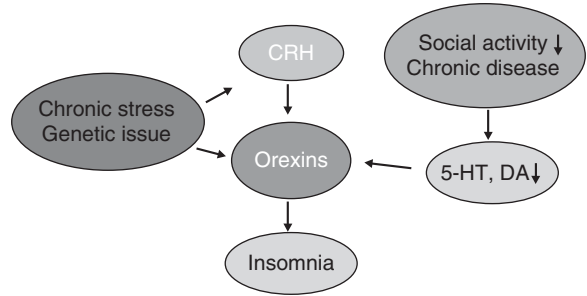 CRH
Social activity ↓
Chronic disease
Chronic stress
Genetic issue
Orexins
5-HT, DA↓
Insomnia